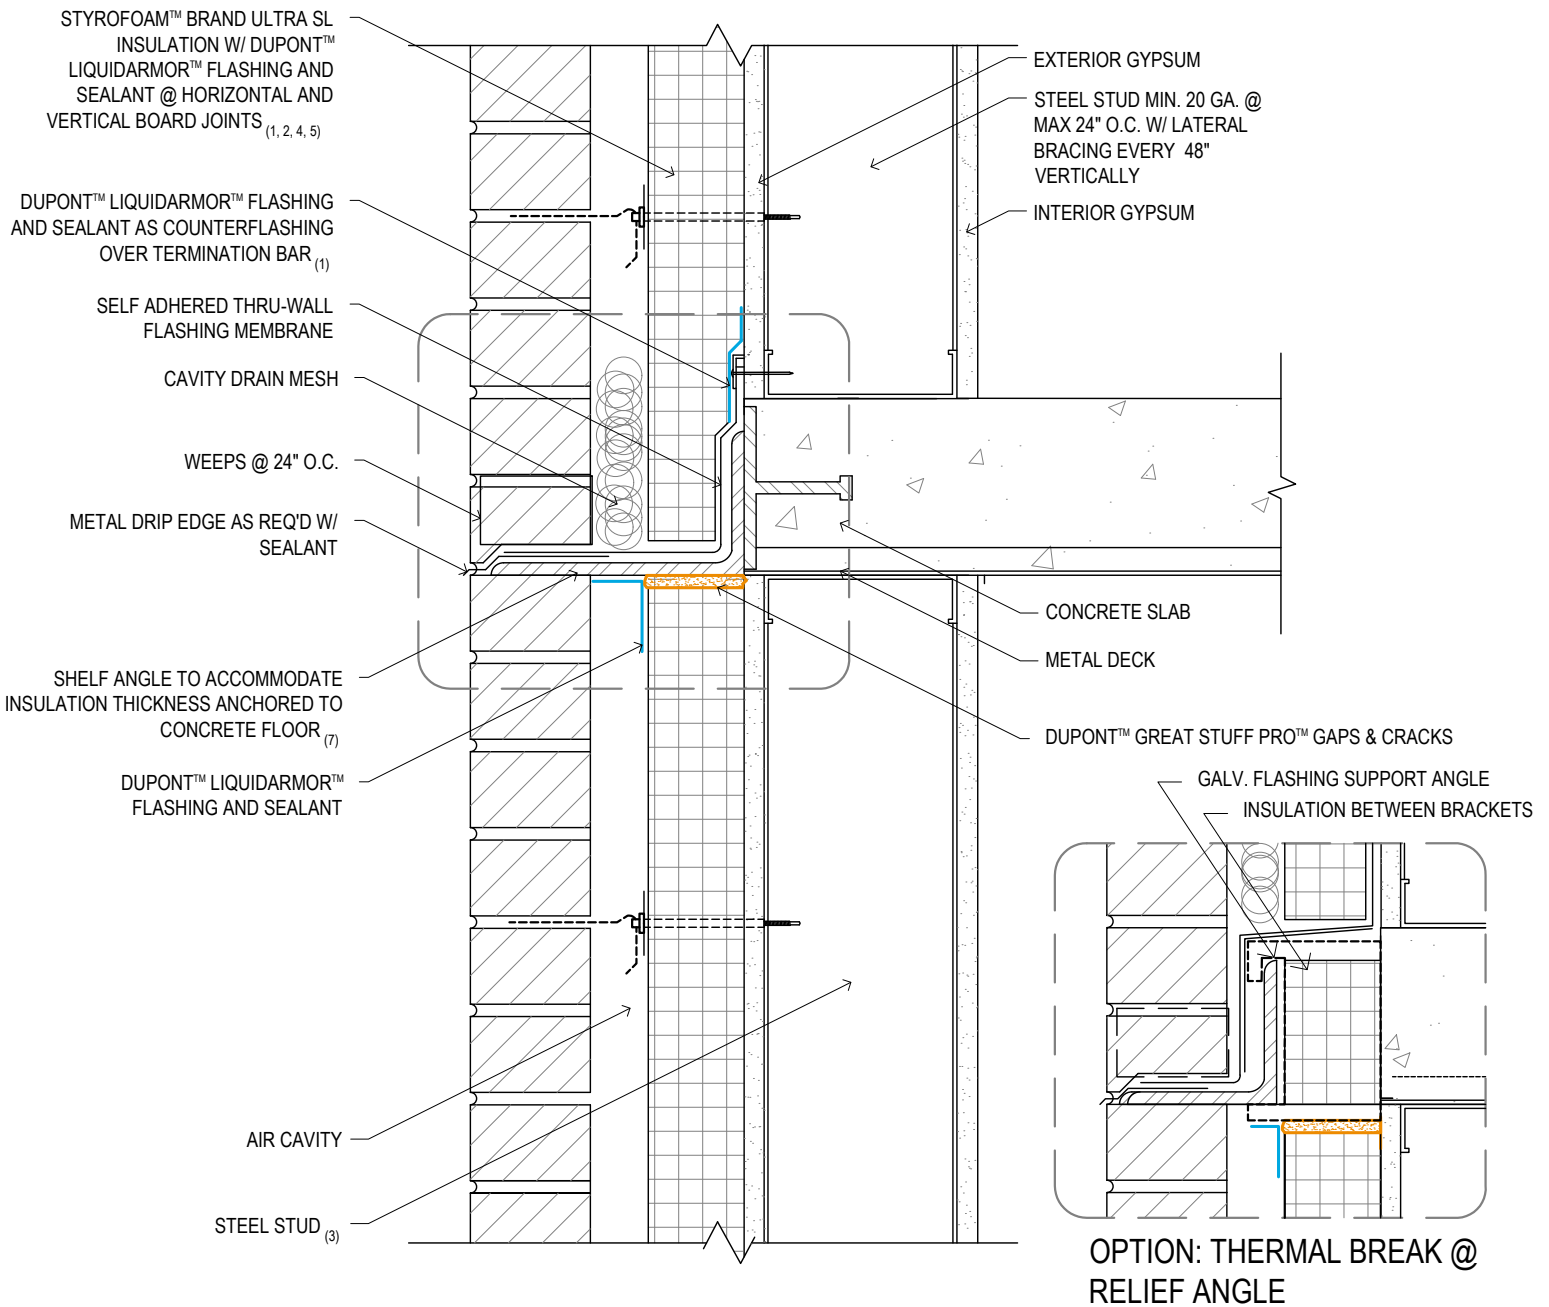 STYROFOAM™ BRAND ULTRA SL
INSULATION W/ DUPONT™
LIQUIDARMOR™ FLASHING AND
SEALANT @ HORIZONTAL AND
VERTICAL BOARD JOINTS (1, 2, 4, 5)
DUPONT™ LIQUIDARMOR™ FLASHING
AND SEALANT AS COUNTERFLASHING
OVER TERMINATION BAR (1)
SELF ADHERED THRU-WALL
FLASHING MEMBRANE
CAVITY DRAIN MESH
WEEPS @ 24" O.C.
METAL DRIP EDGE AS REQ'D W/
SEALANT
SHELF ANGLE TO ACCOMMODATE
INSULATION THICKNESS ANCHORED TO
CONCRETE FLOOR (7)
DUPONT™ LIQUIDARMOR™
FLASHING AND SEALANT
AIR CAVITY
STEEL STUD (3)
EXTERIOR GYPSUM
STEEL STUD MIN. 20 GA. @
MAX 24" O.C. W/ LATERAL
BRACING EVERY 48"
VERTICALLY
INTERIOR GYPSUM
CONCRETE SLAB
METAL DECK
DUPONT™ GREAT STUFF PRO™ GAPS & CRACKS
GALV. FLASHING SUPPORT ANGLE
INSULATION BETWEEN BRACKETS
OPTION: THERMAL BREAK @
RELIEF ANGLE